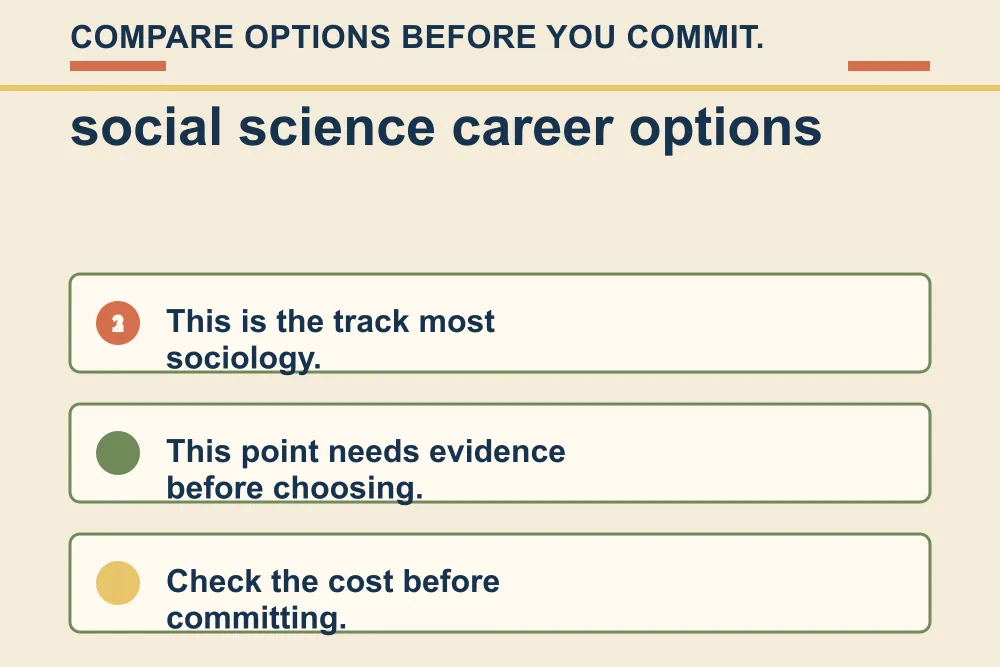 COMPARE OPTIONS BEFORE YOU COMMIT.
social science career options
This is the track most
sociology.
This point needs evidence
before choosing.
Check the cost before
committing.